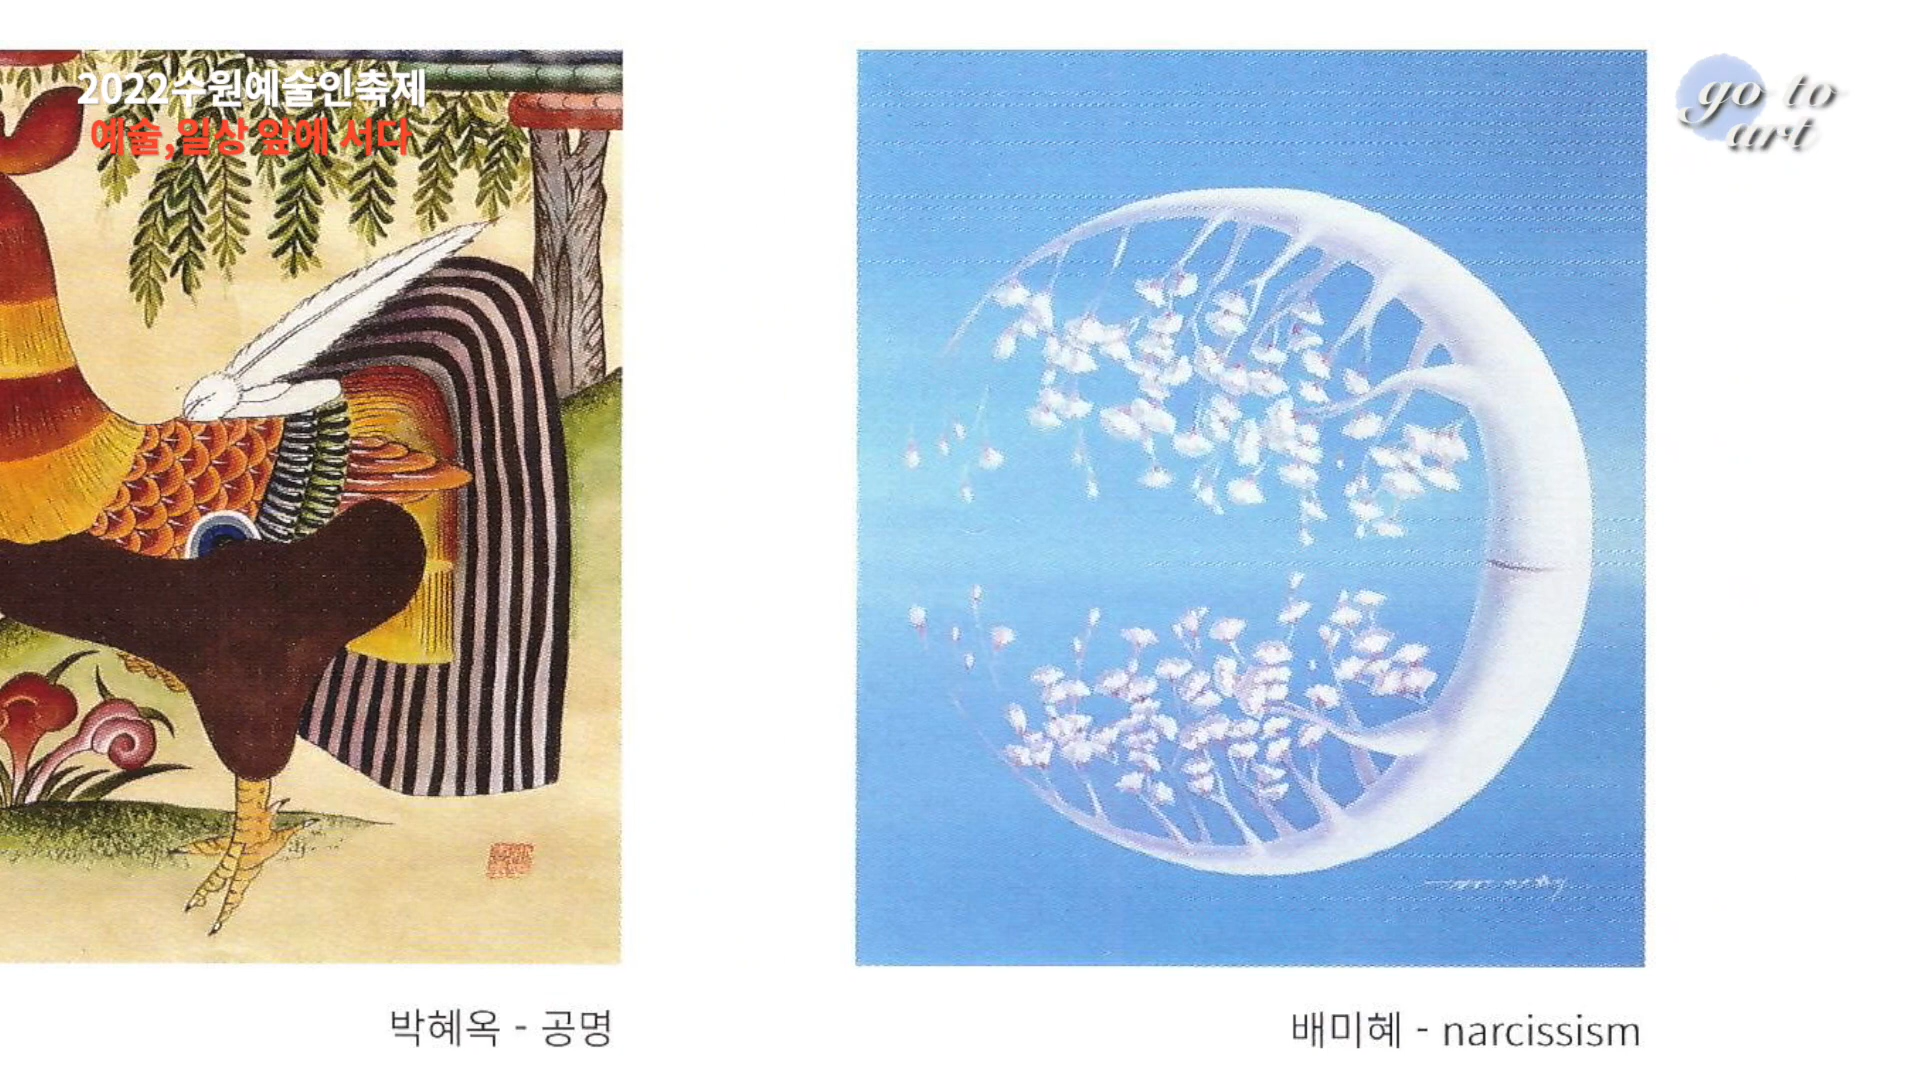 2022수원예술인축제
예술,일상 앞에 서다
go to
art
박혜옥 - 공명
배미혜 - narcissism